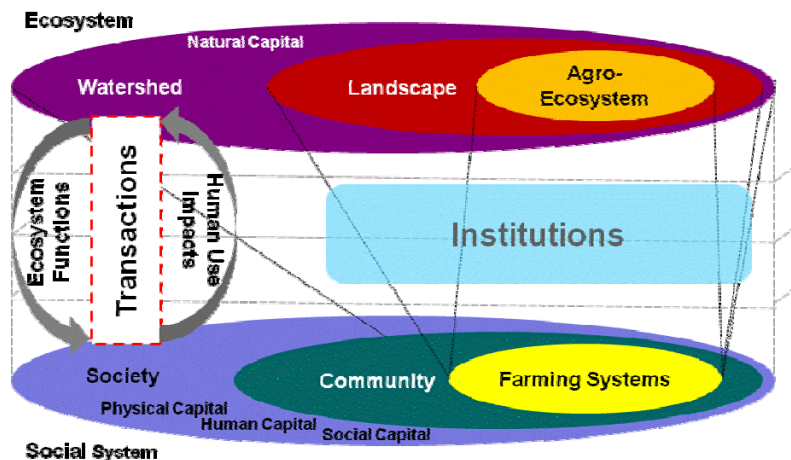 Ecosystem
Natural Capital
Watershed
Landscape
Agro-
Ecosystem
Ecosystem
Functions
Transactions
Human Use
Impacts
Institutions
Society
Community
Farming Systems
Physical Capital
Human Capital
Social Capital
Social System